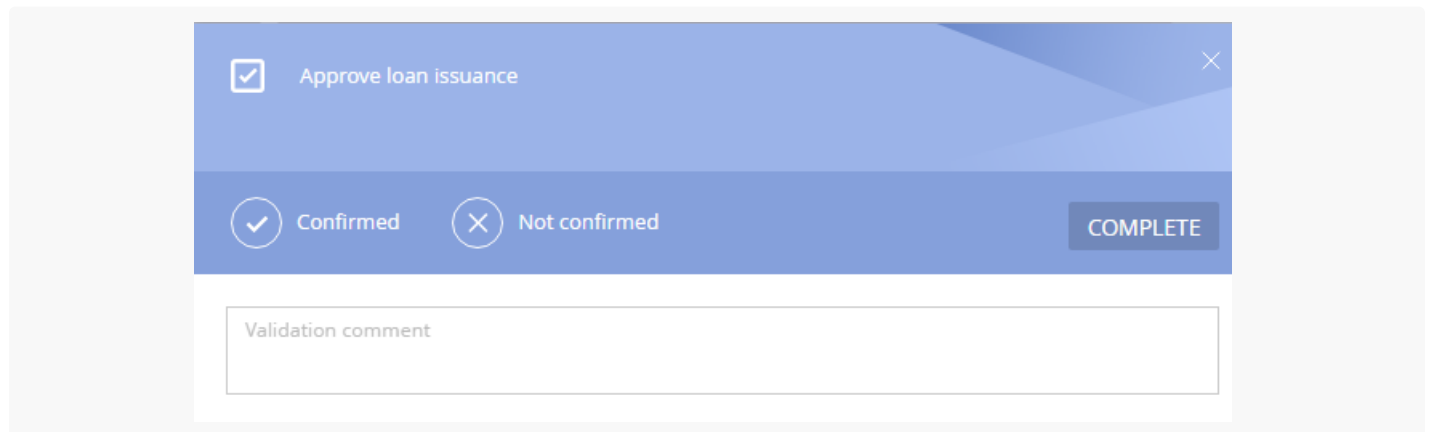 Approve loan issuance
Confirmed
Not confirmed
COMPLETE
Validation comment